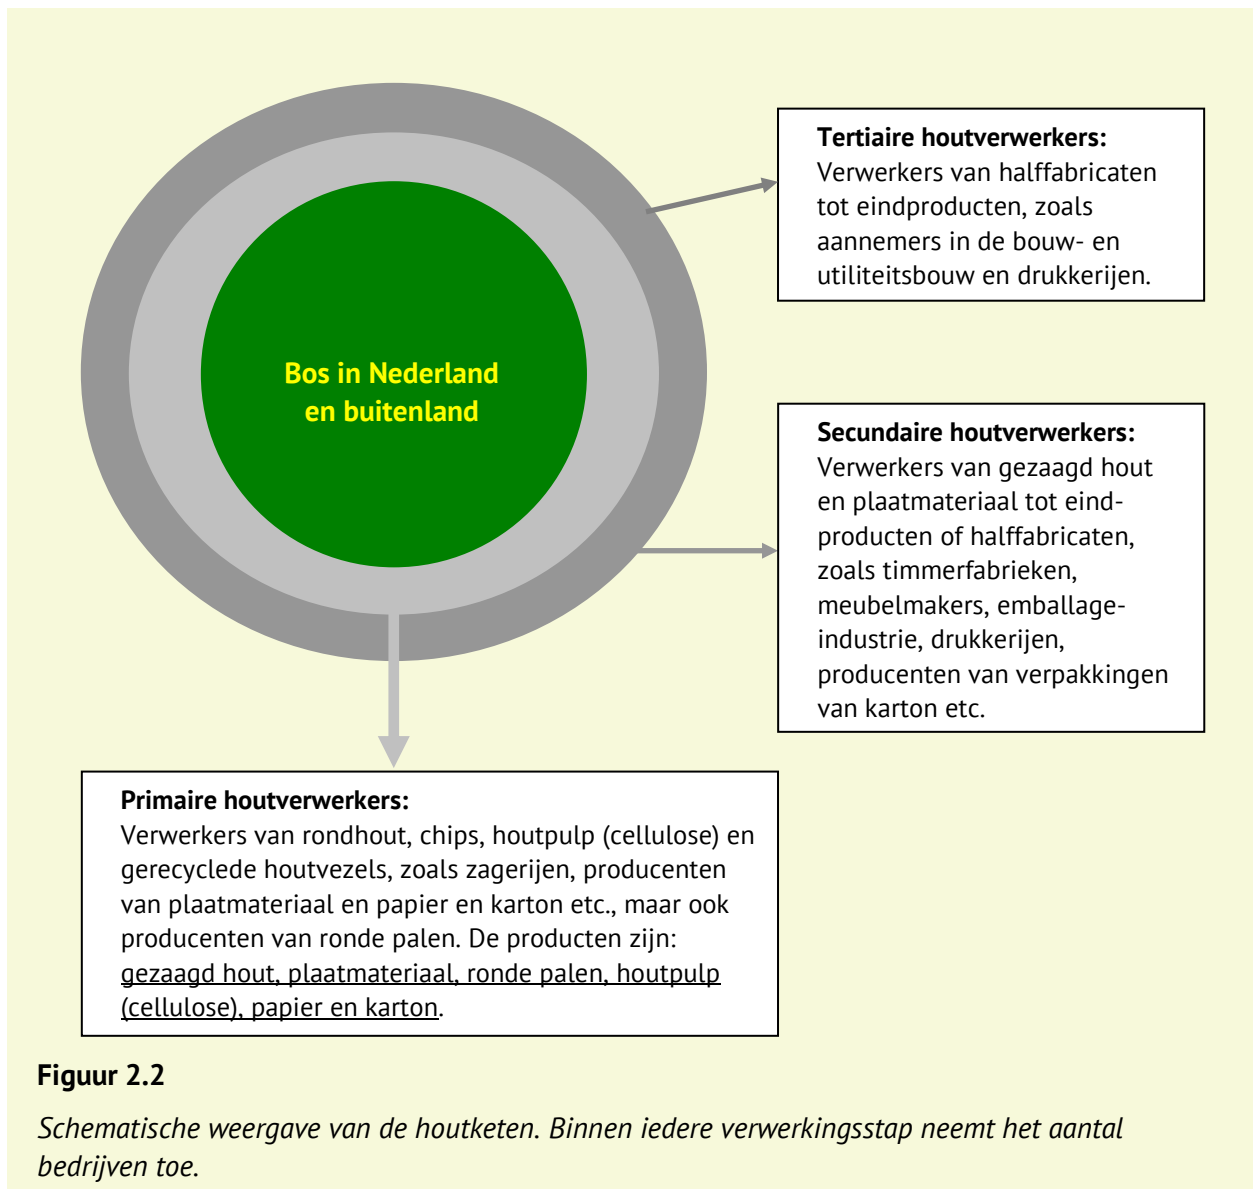 Tertiaire houtverwerkers:
Verwerkers van halffabricaten
tot eindproducten, zoals
aannemers in de bouw- en
utiliteitsbouw en drukkerijen.
Bos in Nederland
en buitenland
Secundaire houtverwerkers:
Verwerkers van gezaagd hout
en plaatmateriaal tot eind-
producten of halffabricaten,
zoals timmerfabrieken,
meubelmakers, emballage-
industrie, drukkerijen,
producenten van verpakkingen
van karton etc.
Primaire houtverwerkers:
Verwerkers van rondhout, chips, houtpulp (cellulose) en
gerecyclede houtvezels, zoals zagerijen, producenten
van plaatmateriaal en papier en karton etc., maar ook
producenten van ronde palen. De producten zijn:
gezaagd hout, plaatmateriaal, ronde palen, houtpulp
(cellulose), papier en karton.
Figuur 2.2
Schematische weergave van de houtketen. Binnen iedere verwerkingsstap neemt het aantal
bedrijven toe.